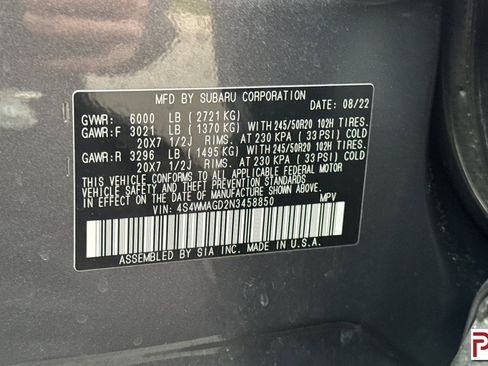 MFD BY SUBARU CORPORATION DATE: 08/22
GVWR: 6000 LB (2721 KG)
GAWR:F 3021 LB (1370 KG) WITH 245/50R20 102H TIRES.
20X7 1/2J RIMS. AT 230 KPA (33 PSI) COLD
GAWR:R 3296 LB (1495 KG) WITH 245/50R20 102H TIRES.
20X7 1/2J RIMS. AT 230 KPA (33 PSI) COLD
THIS VEHICLE CONFORMS TO ALL APPLICABLE FEDERAL MOTOR
VEHICLE SAFETY AND THEFT PREVENTION STANDARDS
IN EFFECT ON THE DATE OF MANUFACTURE SHOWN ABOVE.
VIN: 4S4WMAGD2N3458850 MPV
ASSEMBLED BY SIA INC. MADE IN U.S.A.